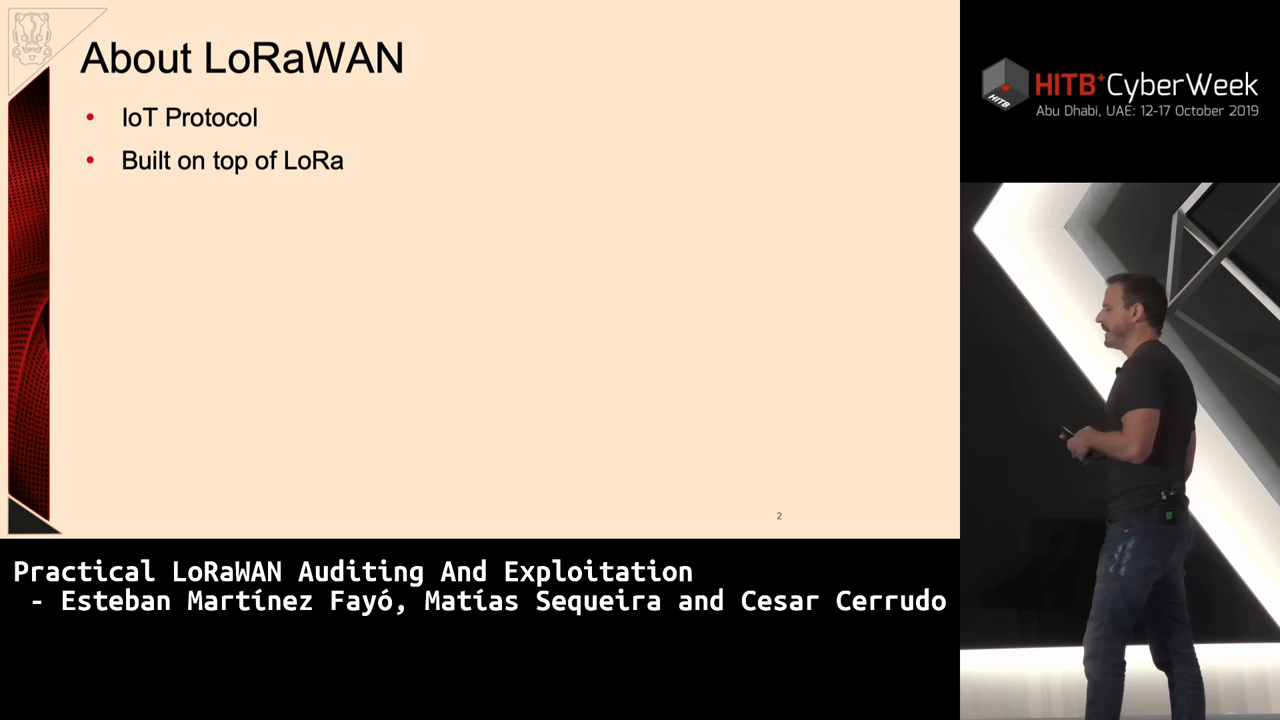 About LoRaWAN
• IoT Protocol
• Built on top of LoRa
2
HITB+CyberWeek
Abu Dhabi, UAE: 12-17 October 2019
HITB
Practical LoRaWAN Auditing And Exploitation
- Esteban Martínez Fayó, Matías Sequeira and Cesar Cerrudo